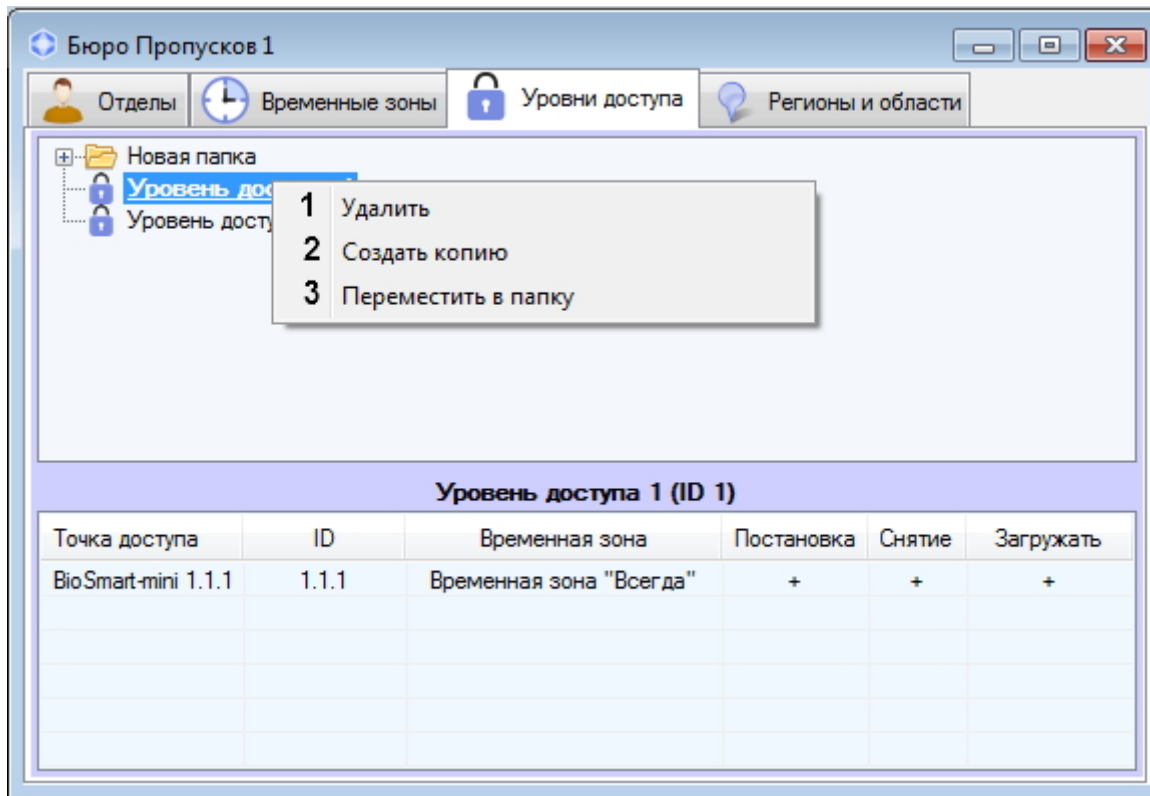 Бюро Пропусков 1
Отделы Временные зоны Уровни доступа Регионы и области
Новая папка
Уровень
Уровень
1 Удалить
2 Создать копию
3 Переместить в папку
Уровень доступа 1 (ID 1)
Точка доступа ID Временная зона Постановка Снятие Загружать
BioSmart-mini 1.1.1 1.1.1 Временная зона "Всегда" + + +